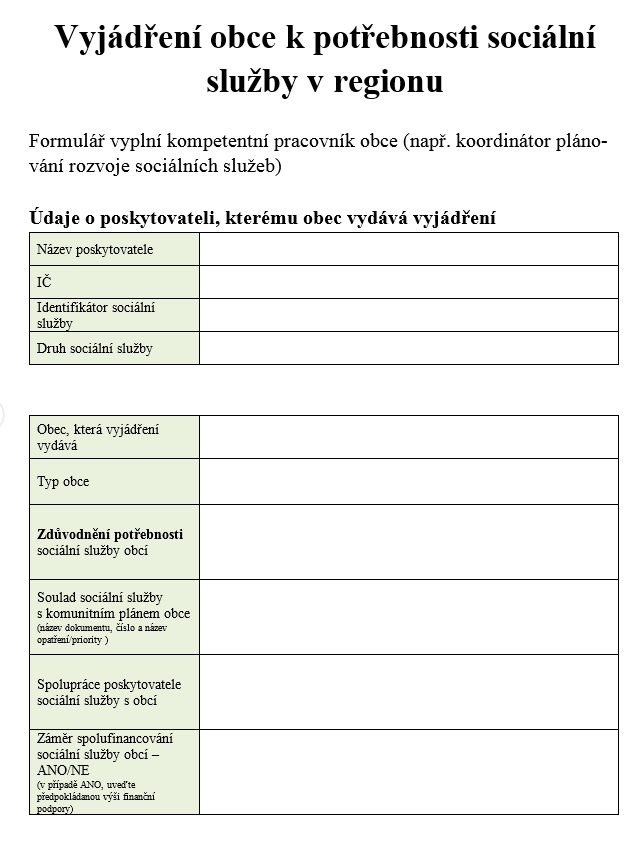 Vyjádření obce k potřebnosti sociální
služby v regionu
Formulář vyplní kompetentní pracovník obce (např. koordinátor pláno-
vání rozvoje sociálních služeb)
Údaje o poskytovateli, kterému obec vydává vyjádření
Název poskytovatele
IČ
Identifikátor sociální
služby
Druh sociální služby
Obec, která vyjádření
vydává
Typ obce
Zdůvodnění potřebnosti
sociální služby obcí
Soulad sociální služby
s komunitním plánem obce
(název dokumentu, číslo a název
opatření/priority )
Spolupráce poskytovatele
sociální služby s obcí
Záměr spolufinancování
sociální služby obcí –
ANO/NE
(v případě ANO, uveďte
předpokládanou výši finanční
podpory)